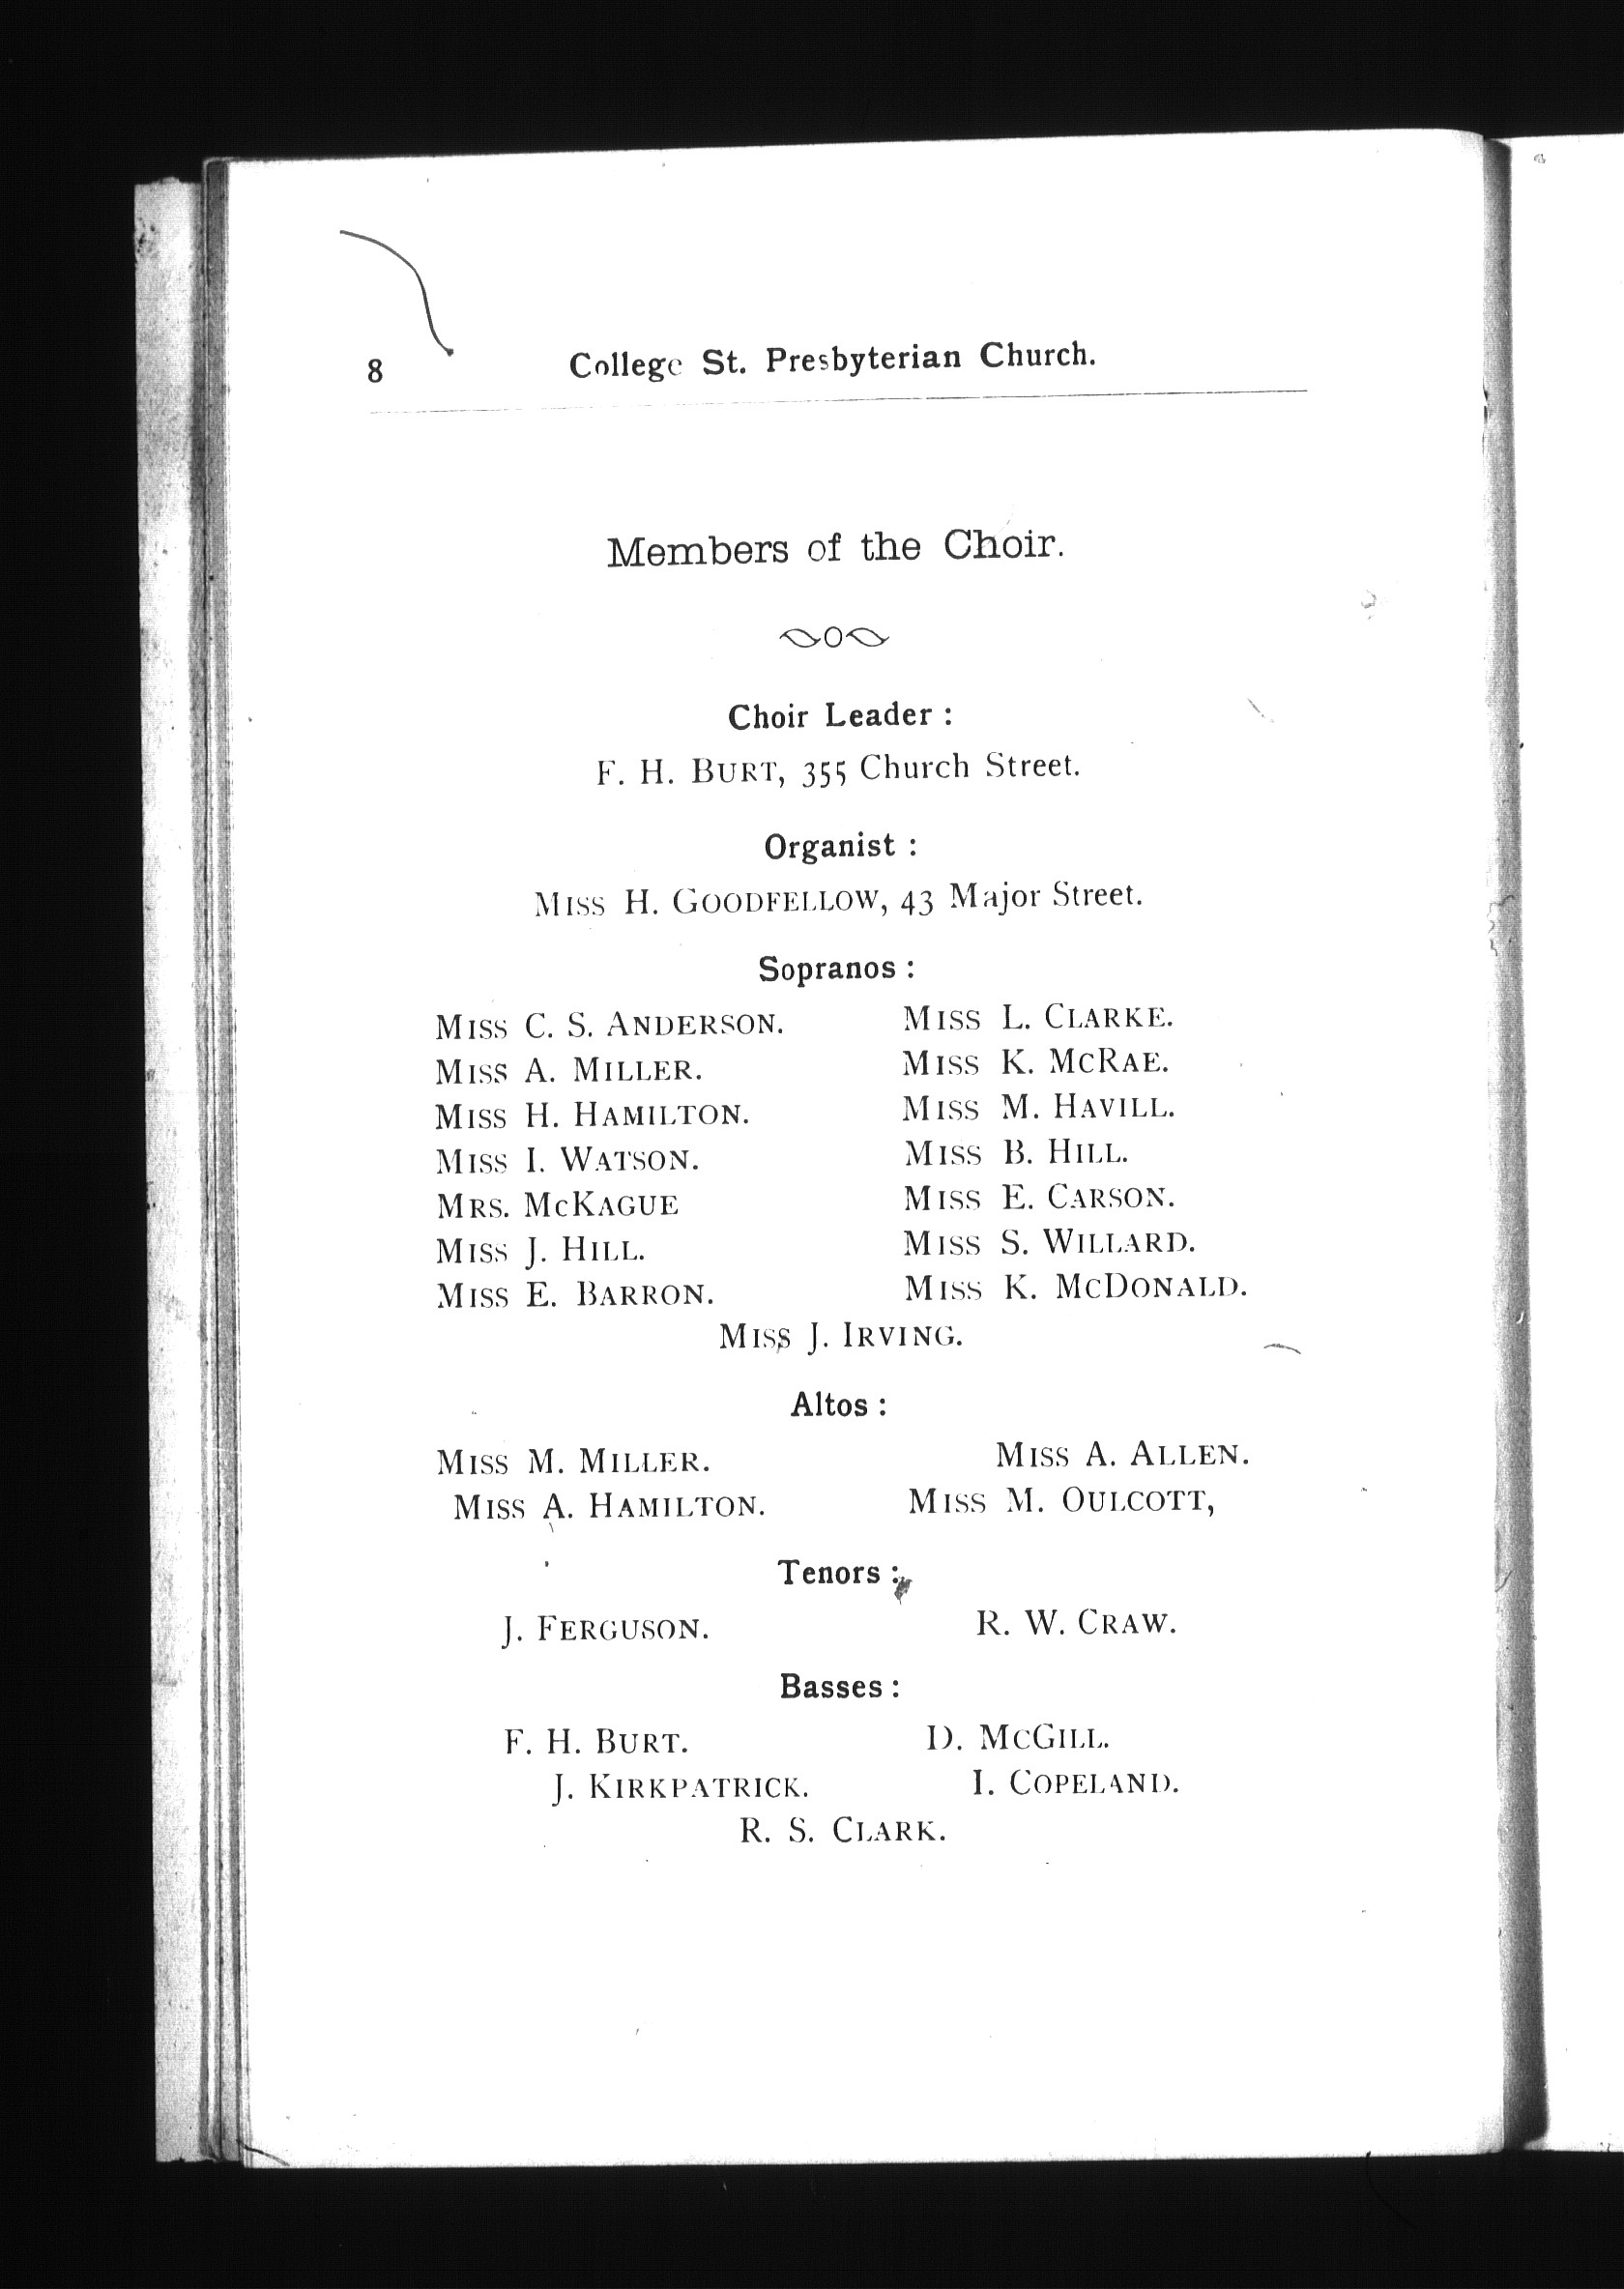 8 College St. Presbyterian Church.
Members of the Choir.
Choir Leader :
F. H. BURT, 355 Church Street.
Organist :
MISS H. GOODFELLOW, 43 Major Street.
Sopranos :
MISS C. S. ANDERSON. MISS L. CLARKE.
MISS A. MILLER. MISS K. MCRAE.
MISS H. HAMILTON. MISS M. HAVILL.
MISS I. WATSON. MISS B. HILL.
MRS. MCKAGUE MISS E. CARSON.
MISS J. HILL. MISS S. WILLARD.
MISS E. BARRON. MISS K. MCDONALD.
MISS J. IRVING.
Altos :
MISS M. MILLER. MISS A. ALLEN.
MISS A. HAMILTON. MISS M. OULCOTT,
Tenors :
J. FERGUSON. R. W. CRAW.
Basses :
F. H. BURT. D. MCGILL.
J. KIRKPATRICK. I. COPELAND.
R. S. CLARK.